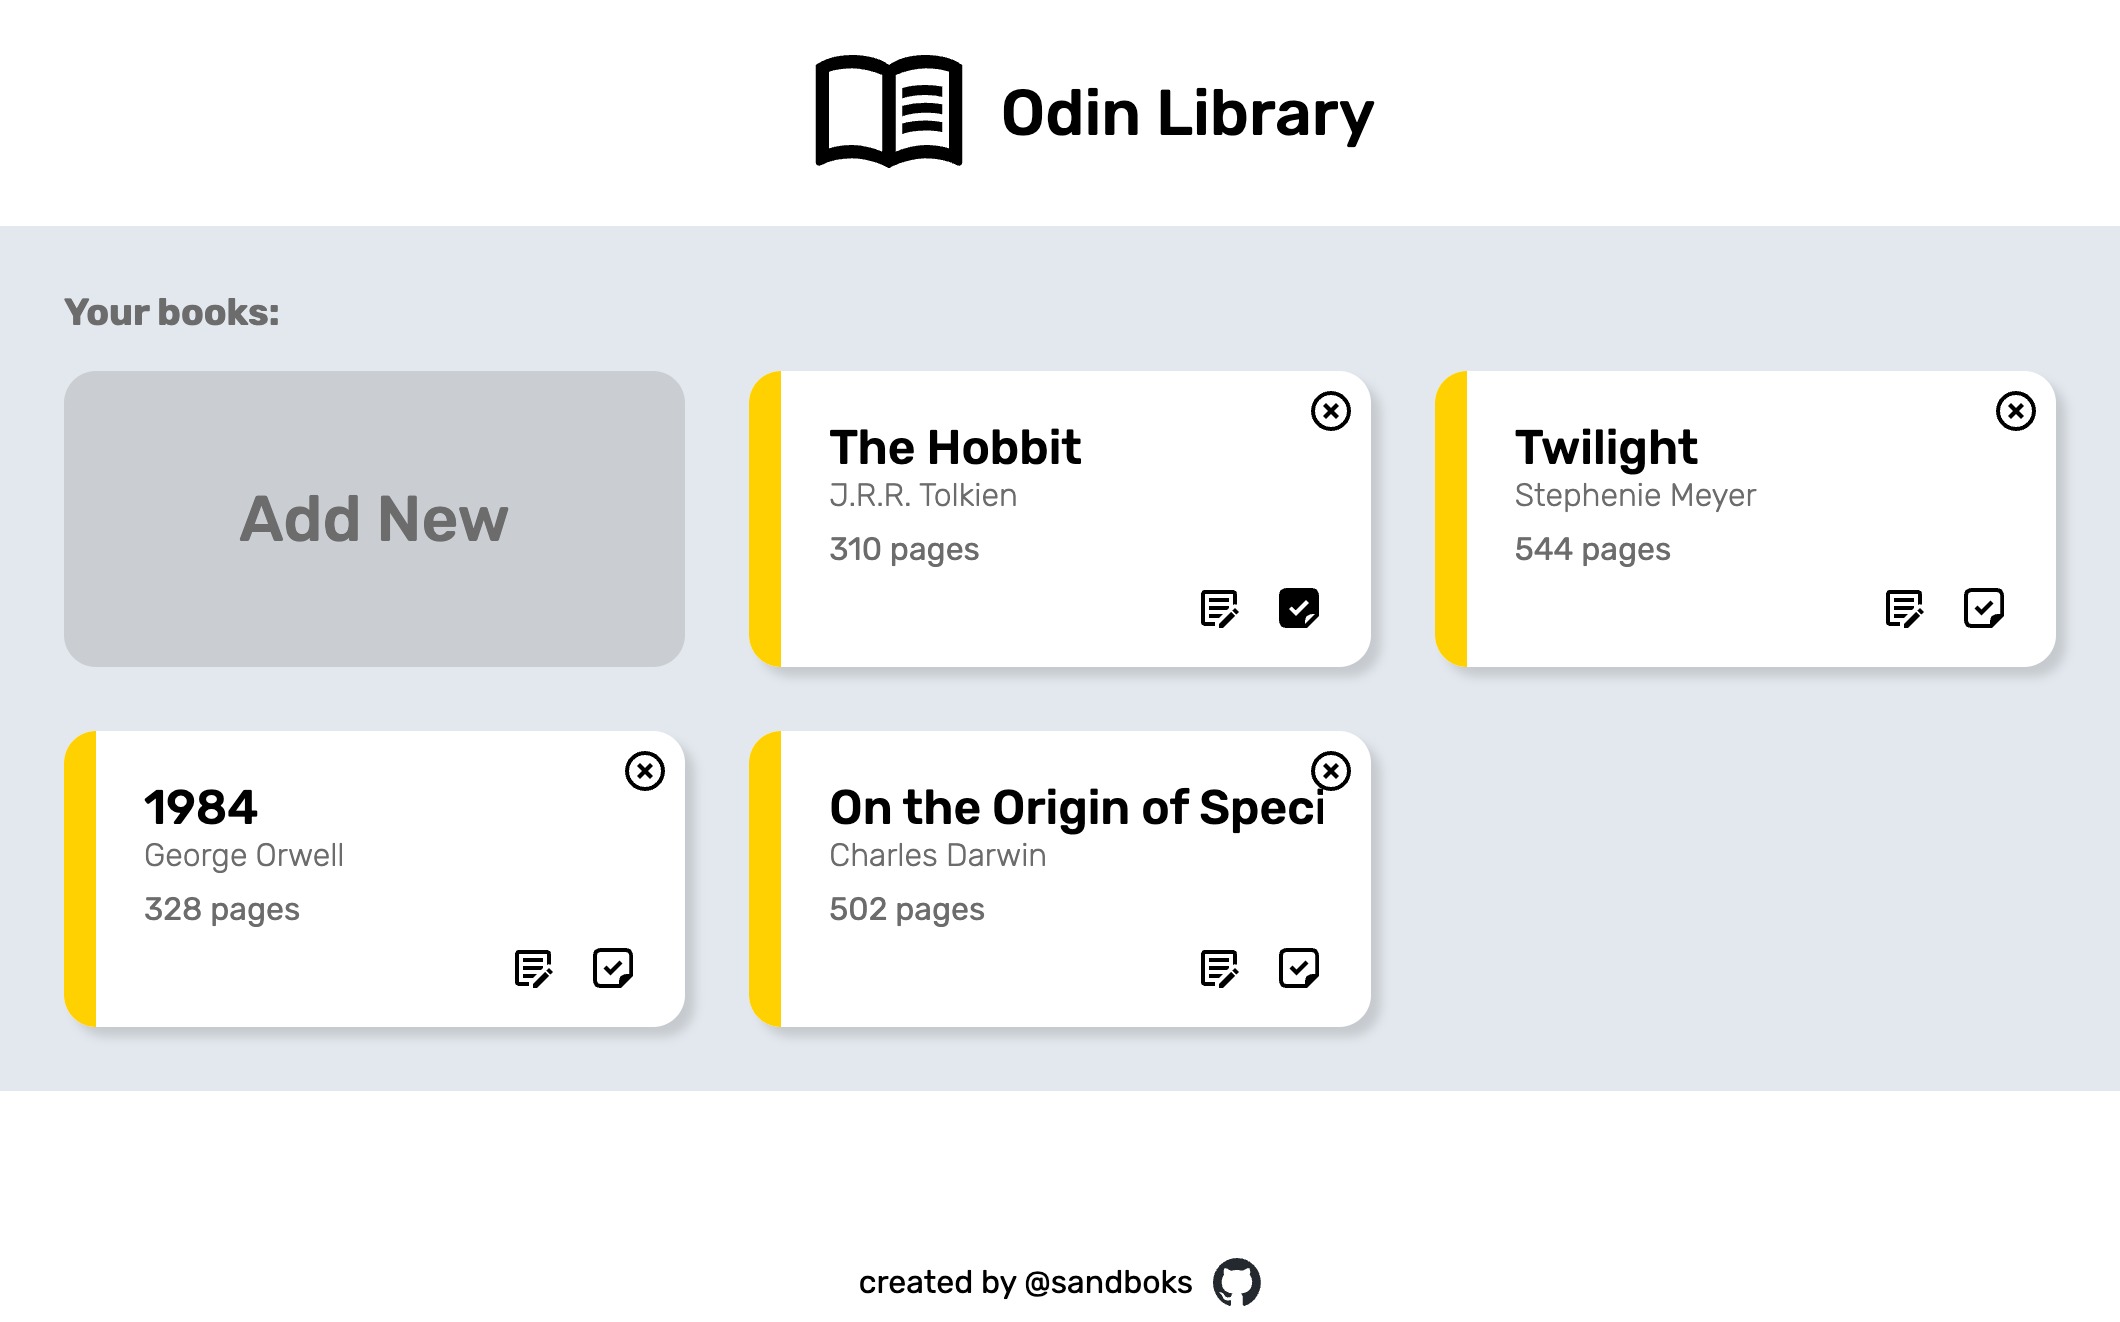 Odin Library
Your books:
Add New
The Hobbit
J.R.R. Tolkien
310 pages
Twilight
Stephenie Meyer
544 pages
1984
George Orwell
328 pages
On the Origin of Speci
Charles Darwin
502 pages
created by @sandboks